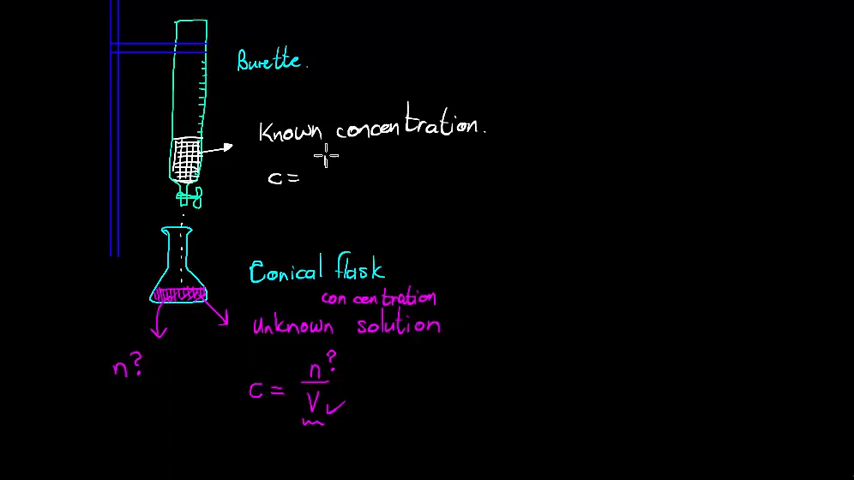 Burette.
Known concentration.
c =
Conical flask
concentration
unknown solution
n?
c = n? / V ✓